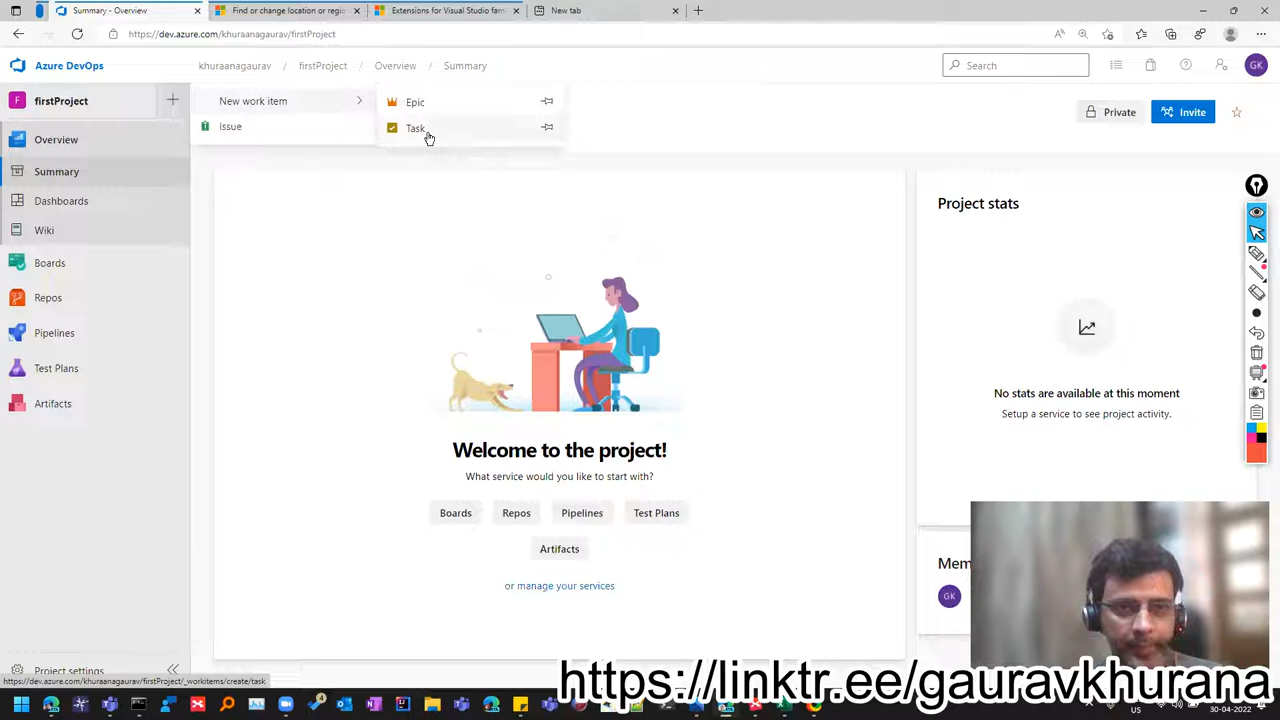 Summary - Overview
Find or change location or regio
Extensions for Visual Studio fam
New tab
https://dev.azure.com/khuraanagaurav/firstProject
Azure DevOps
khuraanagaurav / firstProject / Overview / Summary
Search
GK
F firstProject
New work item
Issue
Epic
Task
Private
Invite
Overview
Summary
Dashboards
Wiki
Boards
Repos
Pipelines
Test Plans
Artifacts
Project settings
Welcome to the project!
What service would you like to start with?
Boards Repos Pipelines Test Plans
Artifacts
or manage your services
Project stats
No stats are available at this moment
Setup a service to see project activity.
Mem
GK
https://dev.azure.com/khuraanagaurav/firstProject/_workitems/create/task
https://linktr.ee/gauravkhurana
US
30-04-2022